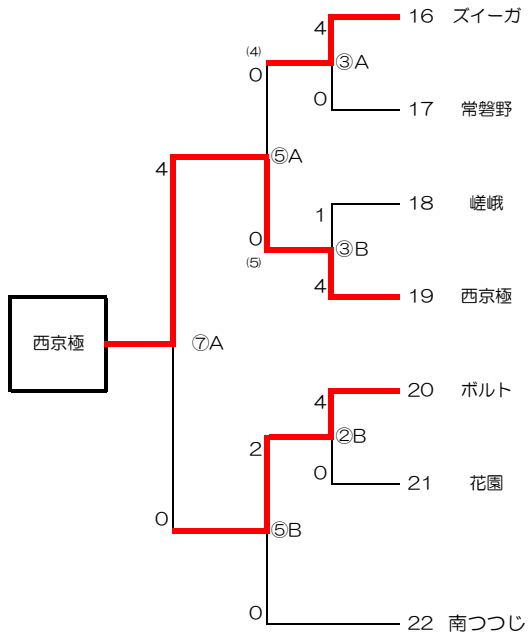 4
16 ズイーガ
(4)
0
③A
0
17 常磐野
4
⑤A
1
18 嵯峨
0
(5)
③B
4
19 西京極
西京極
⑦A
4
20 ボルト
2
②B
0
21 花園
0
⑤B
0
22 南つつじ